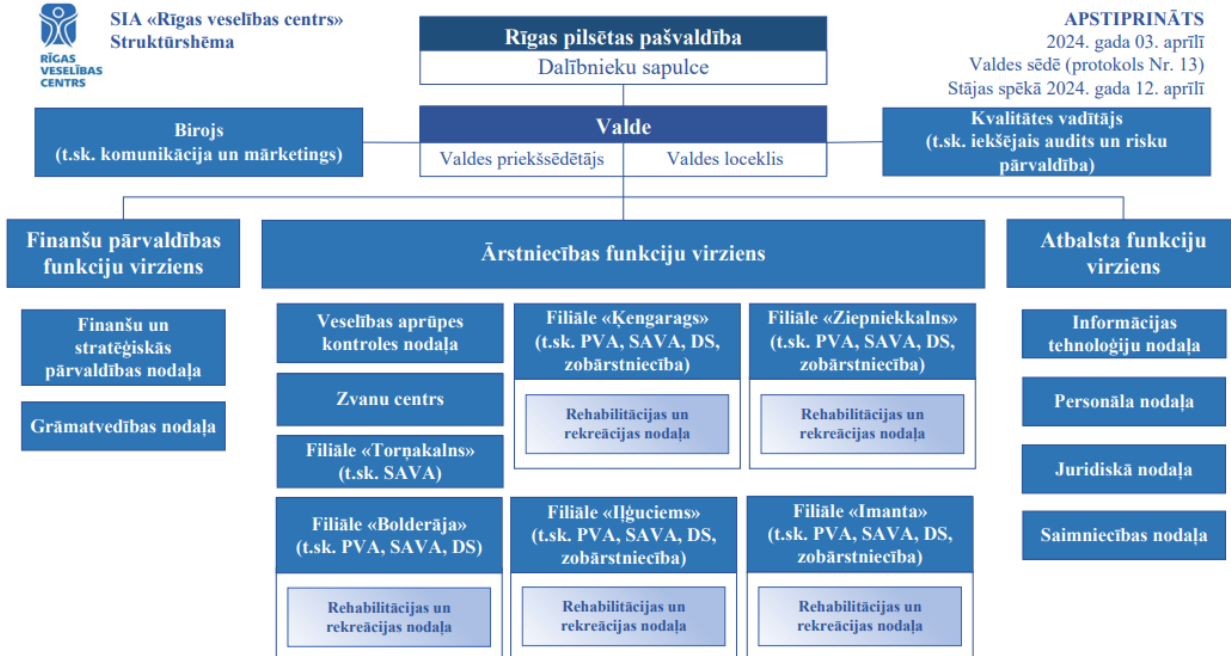 RĪGAS
VESELĪBAS
CENTRS
SIA «Rīgas veselības centrs»
Struktūrshēma
APSTIPRINĀTS
2024. gada 03. aprīlī
Valdes sēdē (protokols Nr. 13)
Stājas spēkā 2024. gada 12. aprīlī
Rīgas pilsētas pašvaldība
Dalībnieku sapulce
Birojs
(t.sk. komunikācija un mārketings)
Valde
Valdes priekšsēdētājs
Valdes loceklis
Kvalitātes vadītājs
(t.sk. iekšējais audits un risku
pārvaldība)
Finanšu pārvaldības
funkciju virziens
Finanšu un
stratēģiskās
pārvaldības nodaļa
Grāmatvedības nodaļa
Ārstniecības funkciju virziens
Veselības aprūpes
kontroles nodaļa
Zvanu centrs
Filiāle «Torņakalns»
(t.sk. SAVA)
Filiāle «Ķengarags»
(t.sk. PVA, SAVA, DS,
zobārstniecība)
Rehabilitācijas un
rekreācijas nodaļa
Filiāle «Ziepniekkalns»
(t.sk. PVA, SAVA, DS,
zobārstniecība)
Rehabilitācijas un
rekreācijas nodaļa
Filiāle «Bolderāja»
(t.sk. PVA, SAVA, DS)
Rehabilitācijas un
rekreācijas nodaļa
Filiāle «Iļģuciems»
(t.sk. PVA, SAVA, DS,
zobārstniecība)
Rehabilitācijas un
rekreācijas nodaļa
Filiāle «Imanta»
(t.sk. PVA, SAVA, DS,
zobārstniecība)
Rehabilitācijas un
rekreācijas nodaļa
Atbalsta funkciju
virziens
Informācijas
tehnoloģiju nodaļa
Personāla nodaļa
Juridiskā nodaļa
Saimniecības nodaļa